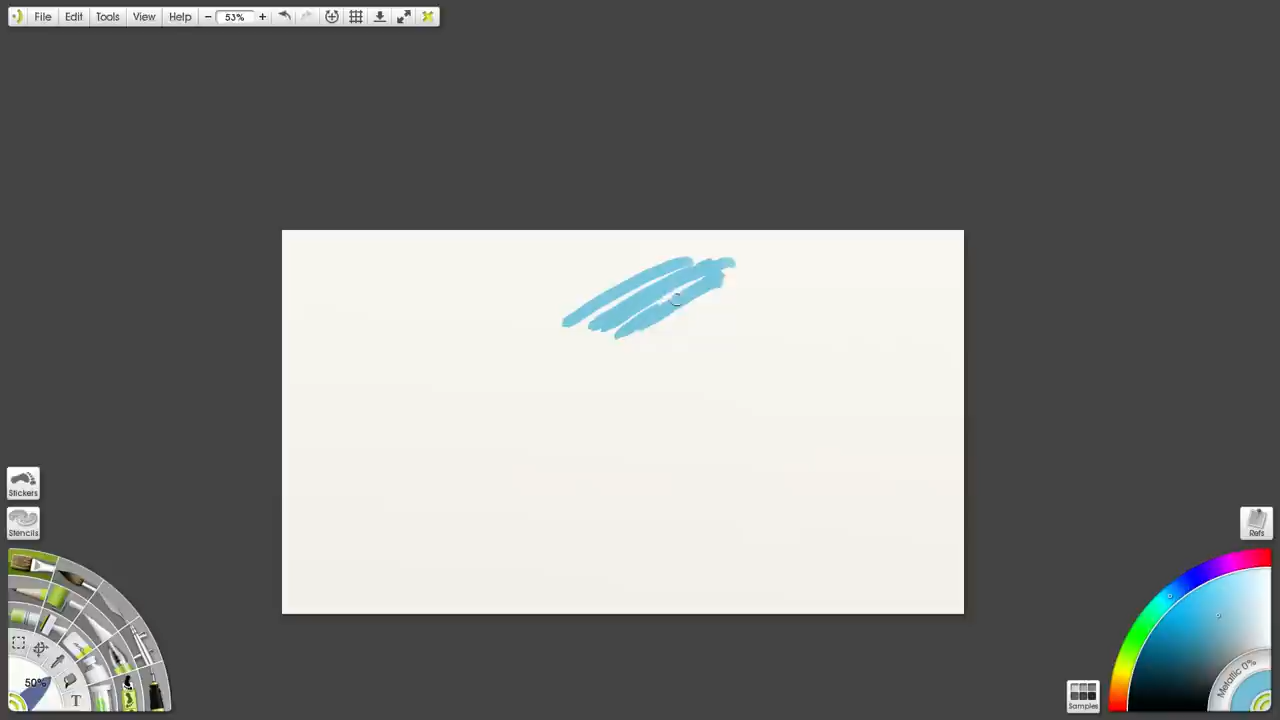 File Edit Tools View Help − 53% +
Stickers
Stencils
Refs
50%
T
Metallic 0%
Samples